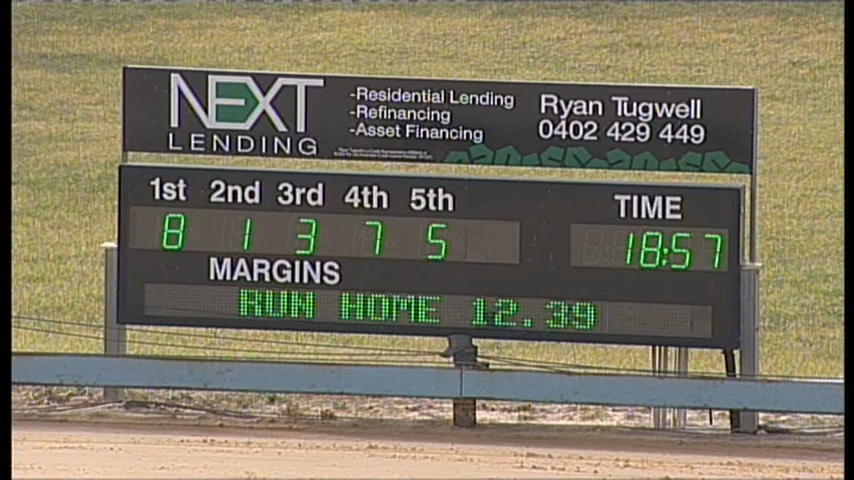 NEXT
LENDING
-Residential Lending
-Refinancing
-Asset Financing
Ryan Tugwell
0402 429 449
1st 2nd 3rd 4th 5th TIME
8 1 3 7 5 18:57
MARGINS
RUN HOME 12.39